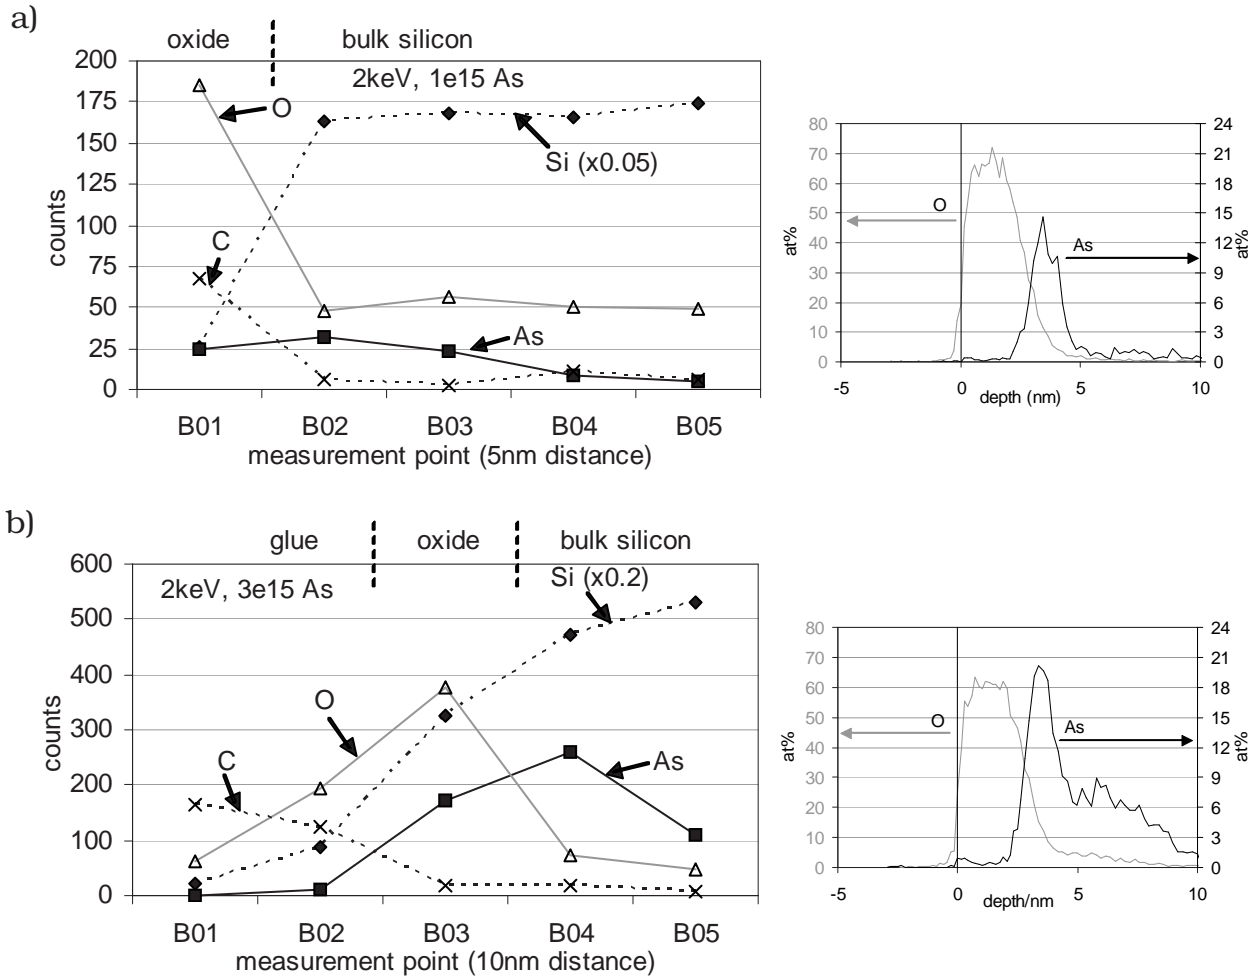 a)
oxide
bulk silicon
200
175
150
125
100
75
50
25
0
counts
2keV, 1e15 As
O
Si (x0.05)
C
As
B01 B02 B03 B04 B05
measurement point (5nm distance)
80
70
60
50
40
30
20
10
0
at%
O
As
24
21
18
15
12
9
6
3
0
at%
-5 0 5 10
depth (nm)
b)
glue
oxide
bulk silicon
600
500
400
300
200
100
0
counts
2keV, 3e15 As
Si (x0.2)
O
C
As
B01 B02 B03 B04 B05
measurement point (10nm distance)
80
70
60
50
40
30
20
10
0
at%
O
As
24
21
18
15
12
9
6
3
0
at%
-5 0 5 10
depth/nm